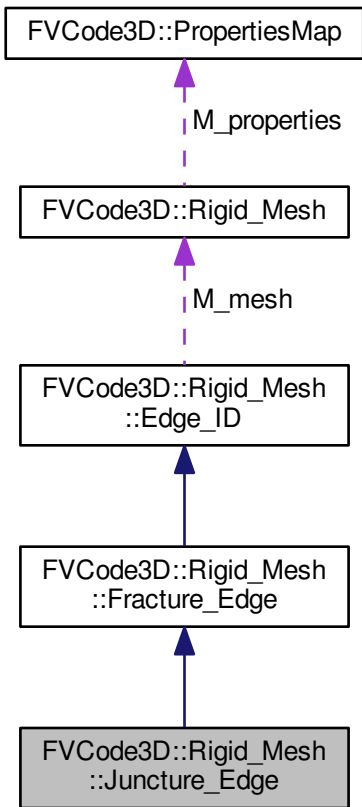 FVCode3D::PropertiesMap
M_properties
FVCode3D::Rigid_Mesh
M_mesh
FVCode3D::Rigid_Mesh
::Edge_ID
FVCode3D::Rigid_Mesh
::Fracture_Edge
FVCode3D::Rigid_Mesh
::Juncture_Edge